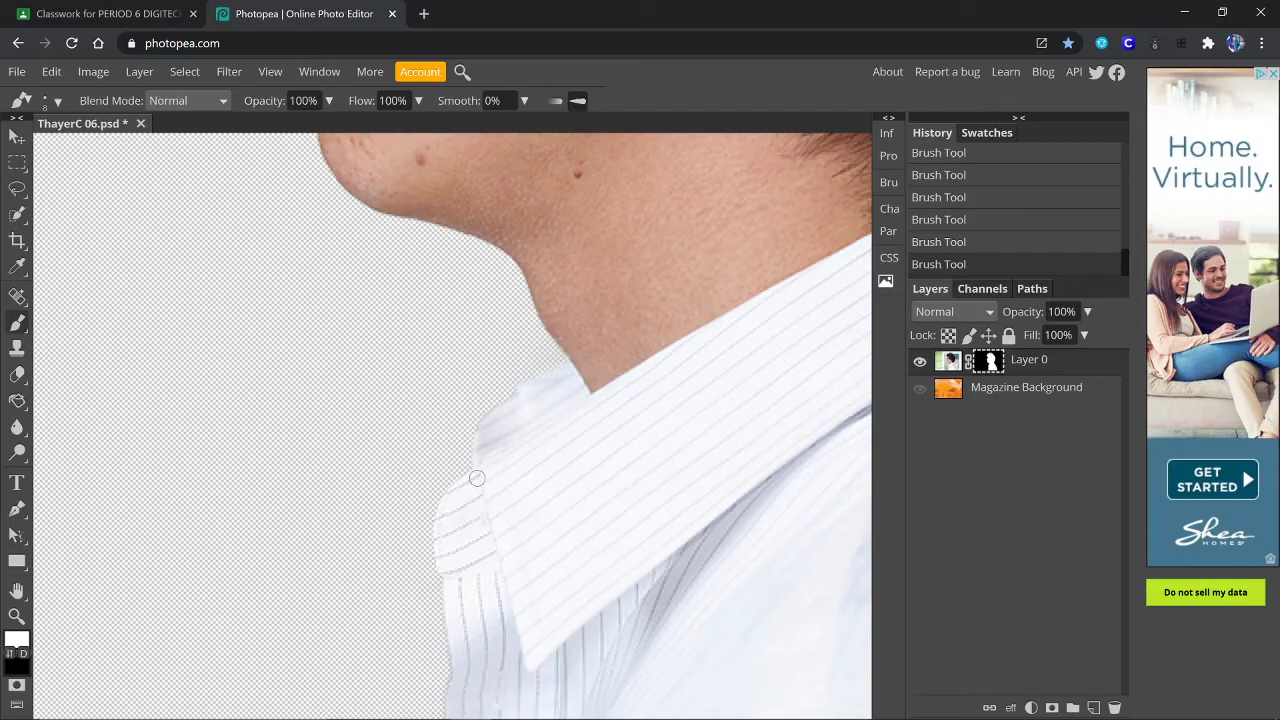 Classwork for PERIOD 6 DIGITEC
Photopea | Online Photo Editor
photopea.com
File Edit Image Layer Select Filter View Window More Account
About Report a bug Learn Blog API
8 Blend Mode: Normal Opacity: 100% Flow: 100% Smooth: 0%
ThayerC 06.psd *
Inf
Pro
Bru
Cha
Par
CSS
History Swatches
Brush Tool
Brush Tool
Brush Tool
Brush Tool
Brush Tool
Brush Tool
Layers Channels Paths
Normal Opacity: 100%
Lock: Fill: 100%
Layer 0
Magazine Background
eff
D
Home.
Virtually.
GET
STARTED
Shea
HOMES
Do not sell my data